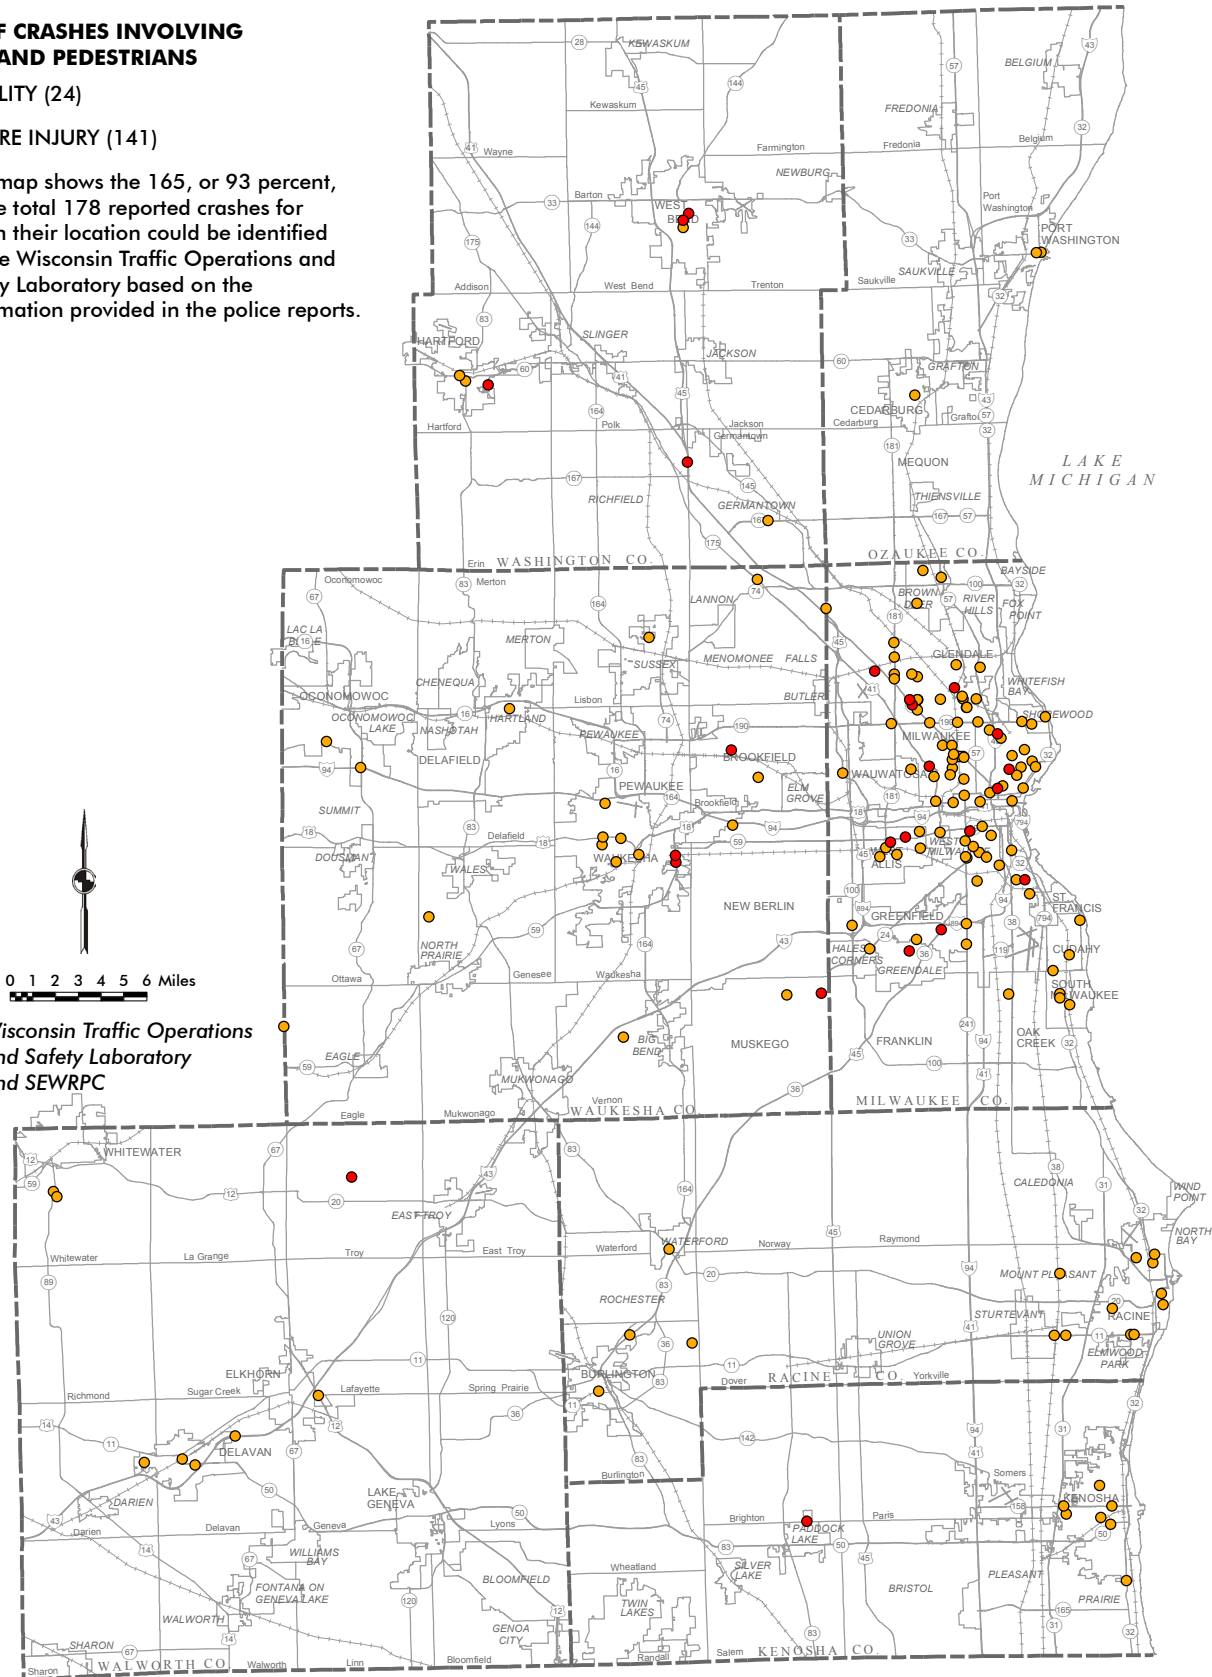 F CRASHES INVOLVING
AND PEDESTRIANS
LITY (24)
RE INJURY (141)
map shows the 165, or 93 percent,
e total 178 reported crashes for
h their location could be identified
e Wisconsin Traffic Operations and
y Laboratory based on the
mation provided in the police reports.
0 1 2 3 4 5 6 Miles
isconsin Traffic Operations
nd Safety Laboratory
nd SEWRPC
LAKE
MICHIGAN
WASHINGTON CO.
OZAUKEE CO.
WAUKESHA CO.
MILWAUKEE CO.
RACINE CO.
KENOSHA CO.
WALWORTH CO
KEWASKUM
Kewaskum
Wayne
Farmington
NEWBURG
Barton
WEST
BEND
Addison
West Bend
Trenton
HARTFORD
SLINGER
JACKSON
Hartford
Polk
Jackson
Germantown
RICHFIELD
GERMANTOWN
Erin
BELGIUM
FREDONIA
Fredonia
Belgium
Port
Washington
PORT
WASHINGTON
SAUKVILLE
Saukville
GRAFTON
CEDARBURG
Grafto
Cedarburg
MEQUON
THIENSVILLE
Oconomowoc
Merton
LANNON
LAC LA
MERTON
SUSSEX
MENOMONEE FALLS
CHENEQUA
OCONOMOWOC
OCONOMOWOC
LAKE
NASHOTAH
HARTLAND
Lisbon
BUTLER
PEWAUKEE
DELAFIELD
BROOKFIELD
PEWAUKEE
Brookfield
ELM
GROVE
SUMMIT
Delafield
DOUSMAN
WALES
WAUKESHA
NEW BERLIN
NORTH
PRAIRIE
Ottawa
Genesee
Waukesha
EAGLE
BIG
BEND
MUSKEGO
MUKWONAGO
Vernon
Eagle
Mukwonago
BAYSIDE
BROWN
DEER
RIVER
HILLS
FOX
POINT
GLENDALE
WHITEFISH
BAY
SHOREWOOD
MILWAUKEE
WAUWATOSA
WEST
MILWAUKEE
ALLIS
ST.
FRANCIS
GREENFIELD
HALES
CORNERS
GREENDALE
CUDAHY
SOUTH
MILWAUKEE
OAK
CREEK
FRANKLIN
WHITEWATER
EAST TROY
Whitewater
La Grange
Troy
East Troy
ELKHORN
Richmond
Sugar Creek
Lafayette
Spring Prairie
DELAVAN
DARIEN
LAKE
GENEVA
Darien
Delavan
Geneva
Lyons
WILLIAMS
BAY
FONTANA ON
GENEVA LAKE
BLOOMFIELD
WALWORTH
GENOA
CITY
SHARON
Sharon
Walworth
Linn
Bloomfield
CALEDONIA
WIND
POINT
NORTH
BAY
WATERFORD
Waterford
Norway
Raymond
MOUNT PLEASANT
ROCHESTER
STURTEVANT
RACINE
UNION
GROVE
ELMWOOD
PARK
BURLINGTON
Dover
Yorkville
Burlington
Somers
KENOSHA
Brighton
Paris
PADDOCK
LAKE
Wheatland
SILVER
LAKE
PLEASANT
PRAIRIE
BRISTOL
TWIN
LAKES
Randall
Salem